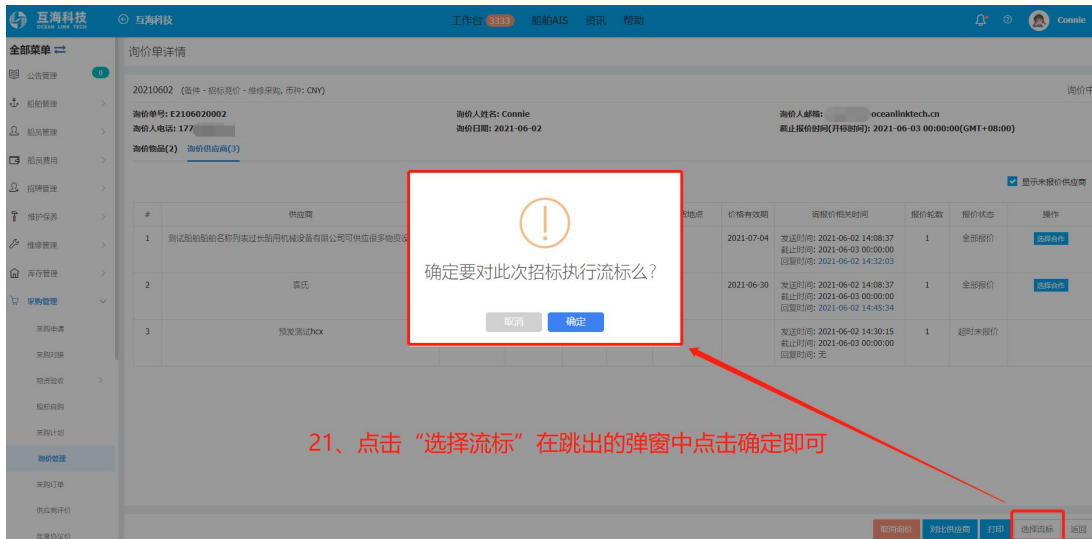 互海科技
OCEAN LINK TECH
互海科技
工作台 3333 船舶AIS 资讯 帮助
Connie
全部菜单
询价单详情
公告管理 0
船舶管理
船员管理
船员费用
招聘管理
维护保养
维修管理
库存管理
采购管理
采购申请
采购对接
物资验收
船舶自购
采购计划
询价管理
采购订单
供应商评价
年度协议价
20210602 (备件 - 招标竞价 - 维修采购, 币种: CNY)
询价中
询价单号: E2106020002 询价人姓名: Connie 询价人邮箱: oceanlinktech.cn
询价人电话: 177 询价日期: 2021-06-02 截止报价时间(开标时间): 2021-06-03 00:00:00(GMT+08:00)
询价物品(2) 询价供应商(3)
显示未报价供应商
# 供应商 地点 价格有效期 询报价相关时间 报价轮数 报价状态 操作
1 测试船舶船舶名称列表过长船用机械设备有限公司可供应很多物资设 2021-07-04 发送时间: 2021-06-02 14:08:37 1 全部报价 选择合作
截止时间: 2021-06-03 00:00:00
回复时间: 2021-06-02 14:32:03
2 袁氏 2021-06-30 发送时间: 2021-06-02 14:08:37 1 全部报价 选择合作
截止时间: 2021-06-03 00:00:00
回复时间: 2021-06-02 14:45:34
3 预发测试hcx 发送时间: 2021-06-02 14:30:15 1 超时未报价
截止时间: 2021-06-03 00:00:00
回复时间: 无
确定要对此次招标执行流标么?
取消 确定
21、点击“选择流标”在跳出的弹窗中点击确定即可
取消询价 对比供应商 打印 选择流标 返回